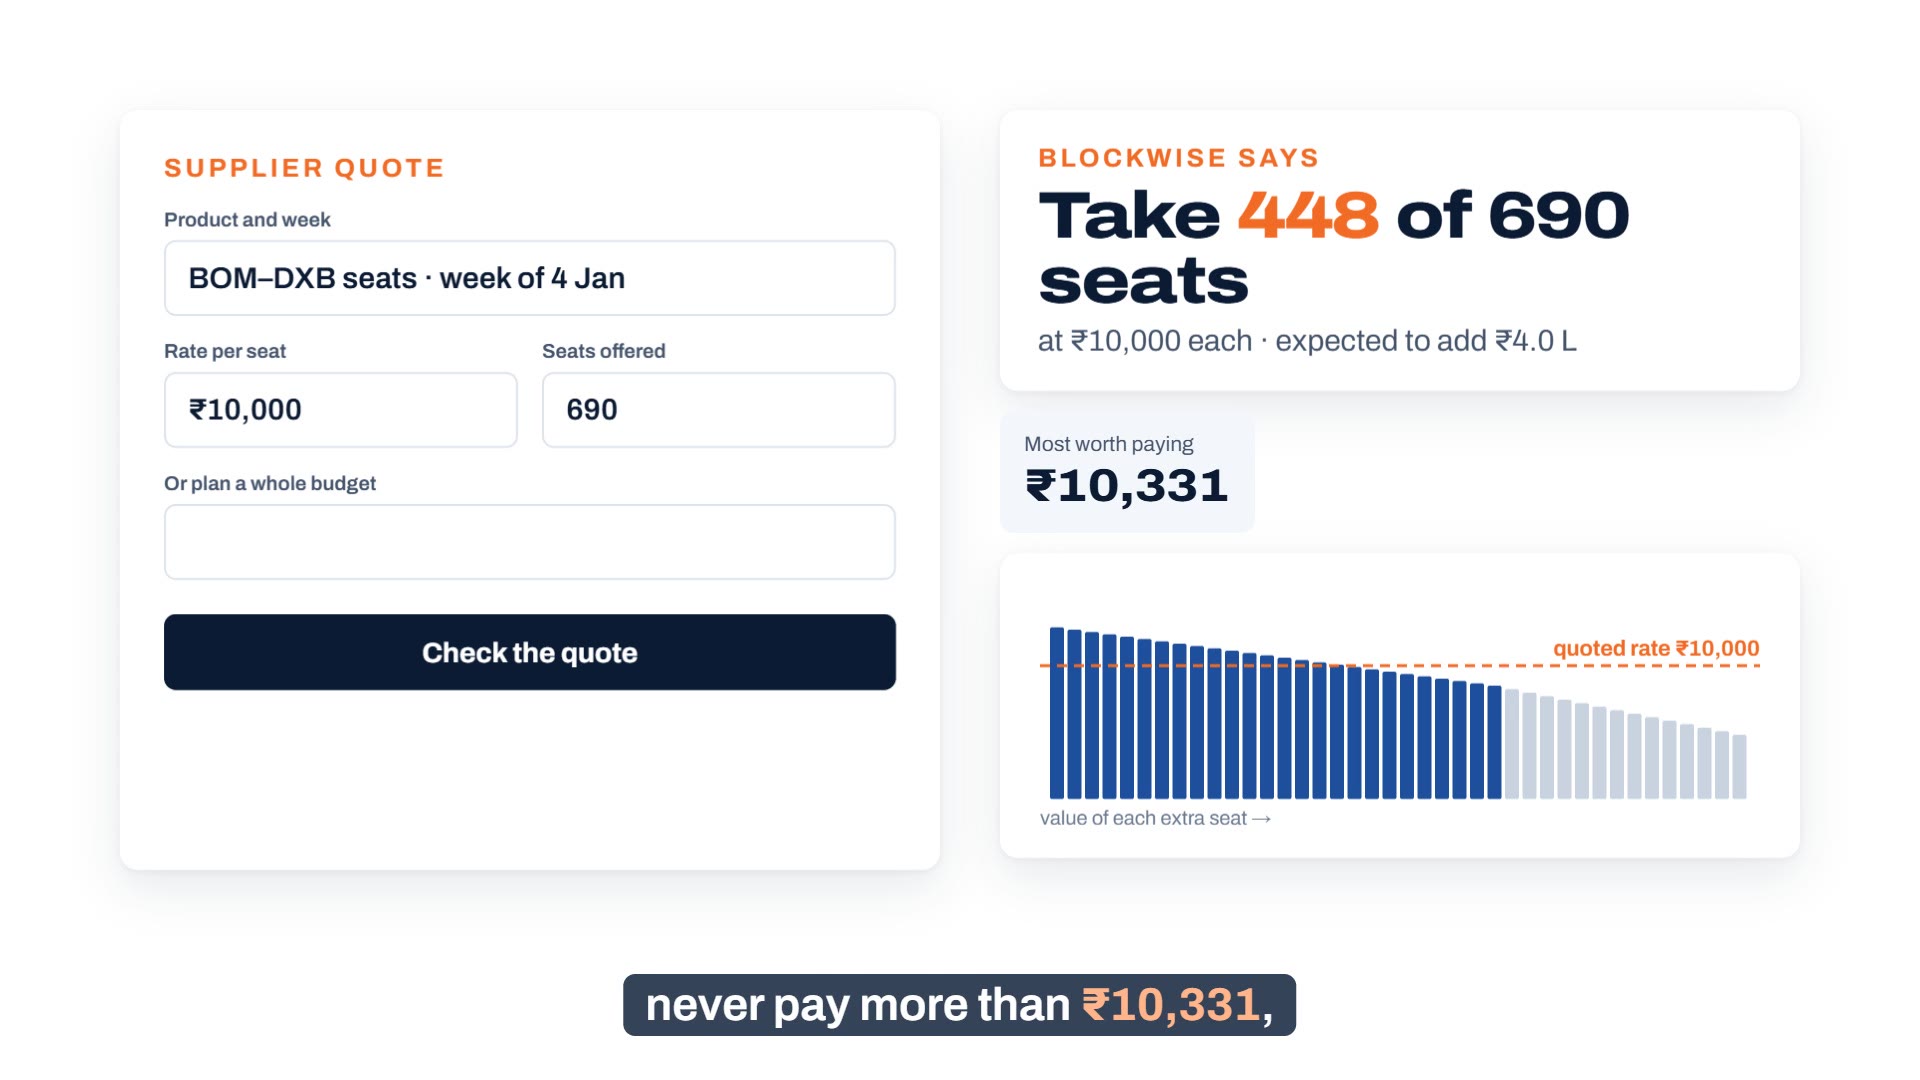 SUPPLIER QUOTE
Product and week
BOM–DXB seats · week of 4 Jan
Rate per seat
Seats offered
₹10,000
690
Or plan a whole budget
Check the quote
BLOCKWISE SAYS
Take 448 of 690
seats
at ₹10,000 each · expected to add ₹4.0 L
Most worth paying
₹10,331
quoted rate ₹10,000
value of each extra seat →
never pay more than ₹10,331,